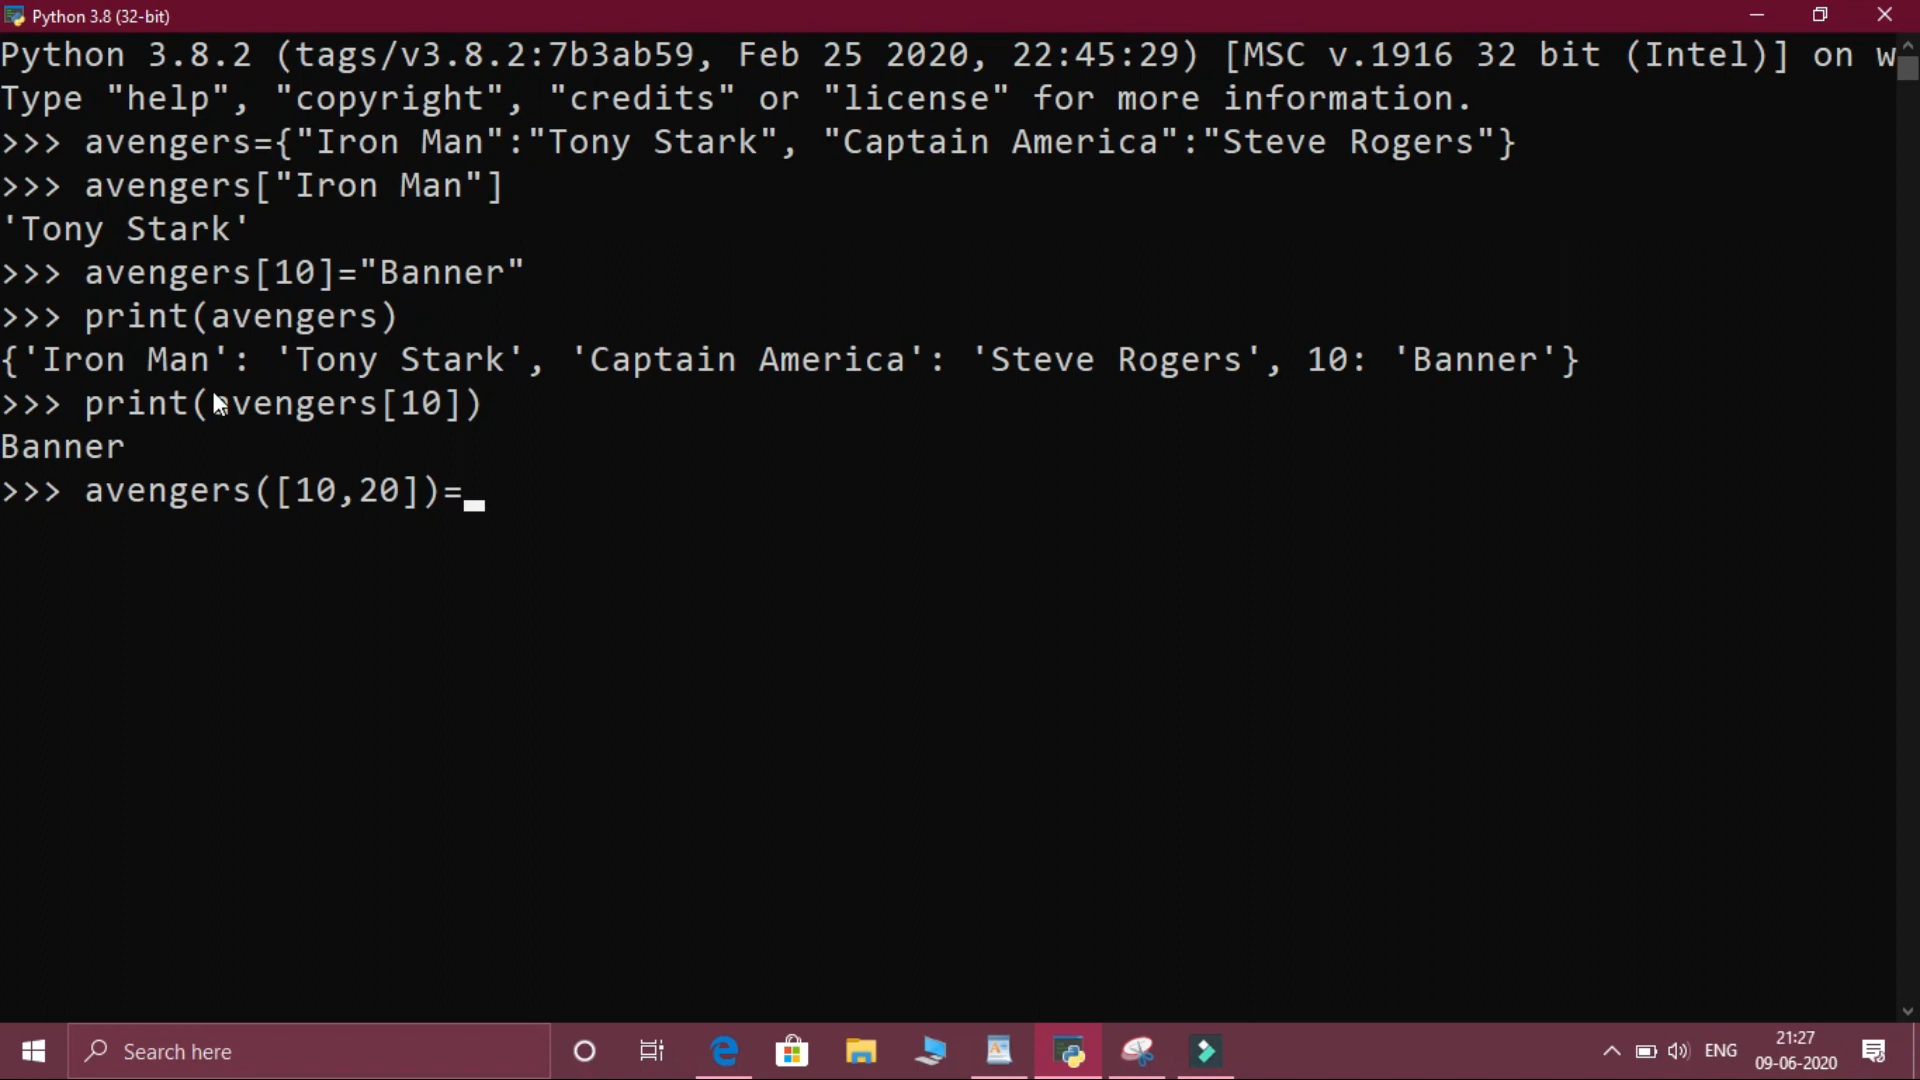 Python 3.8 (32-bit)
Python 3.8.2 (tags/v3.8.2:7b3ab59, Feb 25 2020, 22:45:29) [MSC v.1916 32 bit (Intel)] on w
Type "help", "copyright", "credits" or "license" for more information.
>>> avengers={"Iron Man":"Tony Stark", "Captain America":"Steve Rogers"}
>>> avengers["Iron Man"]
'Tony Stark'
>>> avengers[10]="Banner"
>>> print(avengers)
{'Iron Man': 'Tony Stark', 'Captain America': 'Steve Rogers', 10: 'Banner'}
>>> print(avengers[10])
Banner
>>> avengers([10,20])=
Search here
ENG
21:27
09-06-2020